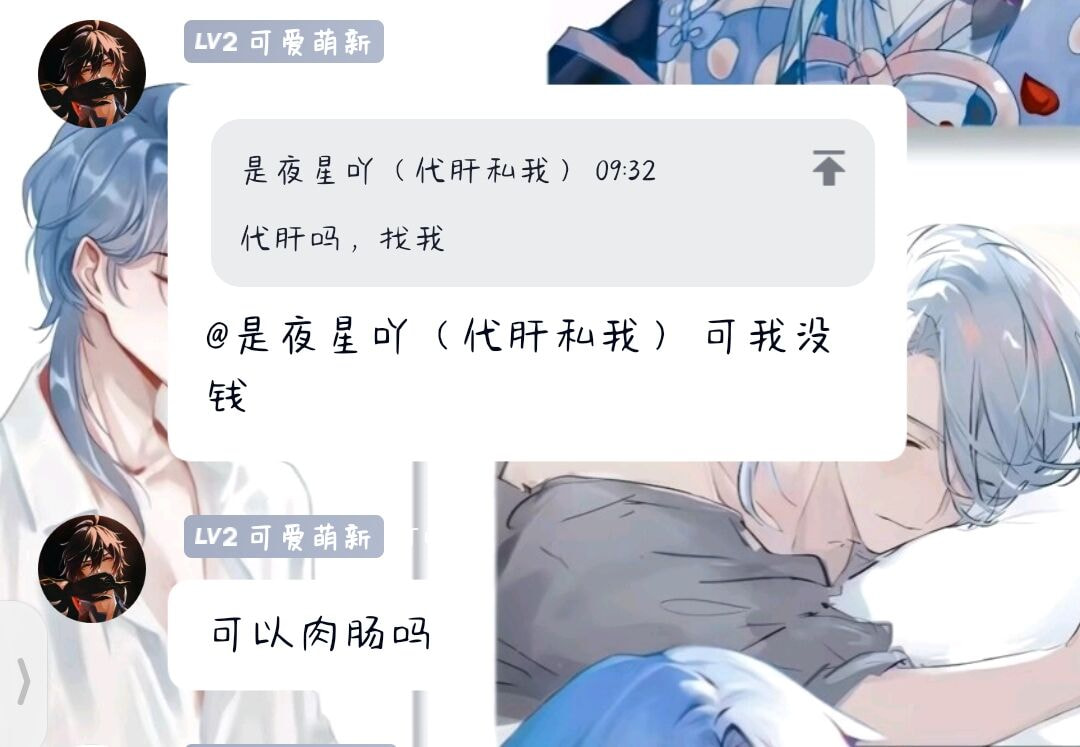 LV2 可爱萌新
是夜星吖（代肝私我） 09:32
代肝吗，找我
@是夜星吖（代肝私我） 可我没
钱
LV2 可爱萌新
可以肉肠吗